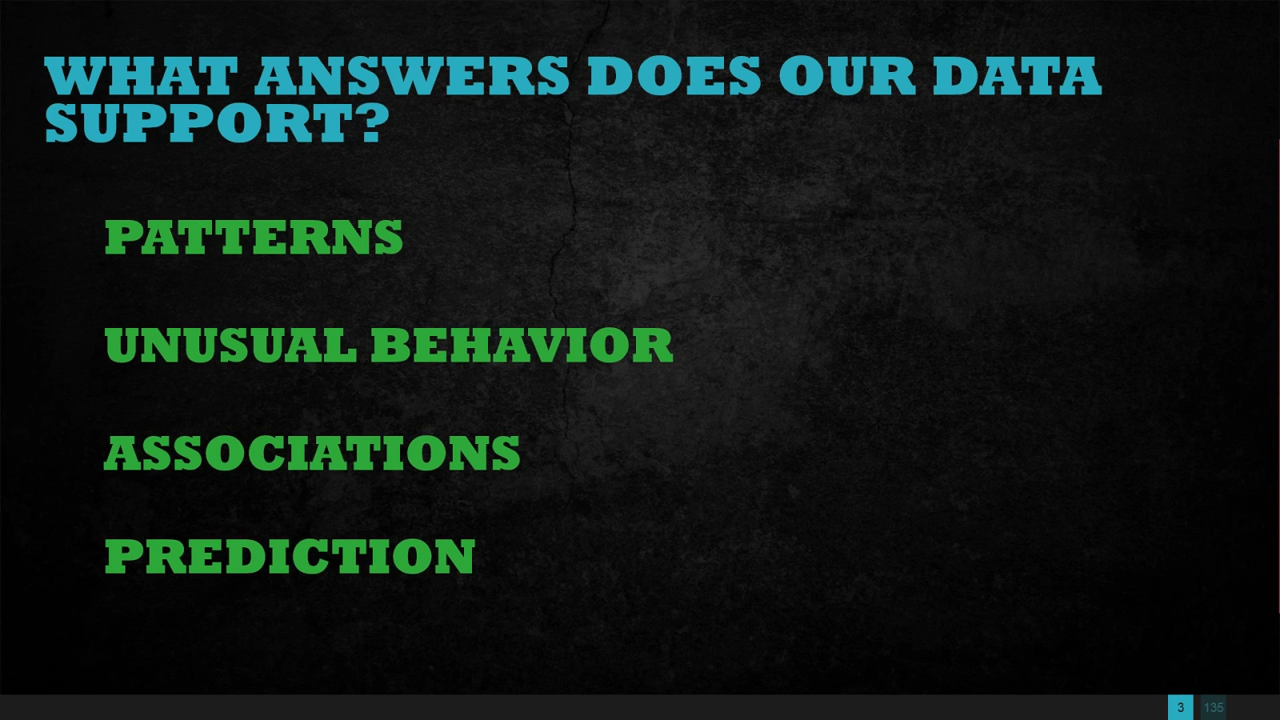 WHAT ANSWERS DOES OUR DATA
SUPPORT?
PATTERNS
UNUSUAL BEHAVIOR
ASSOCIATIONS
PREDICTION
3 135